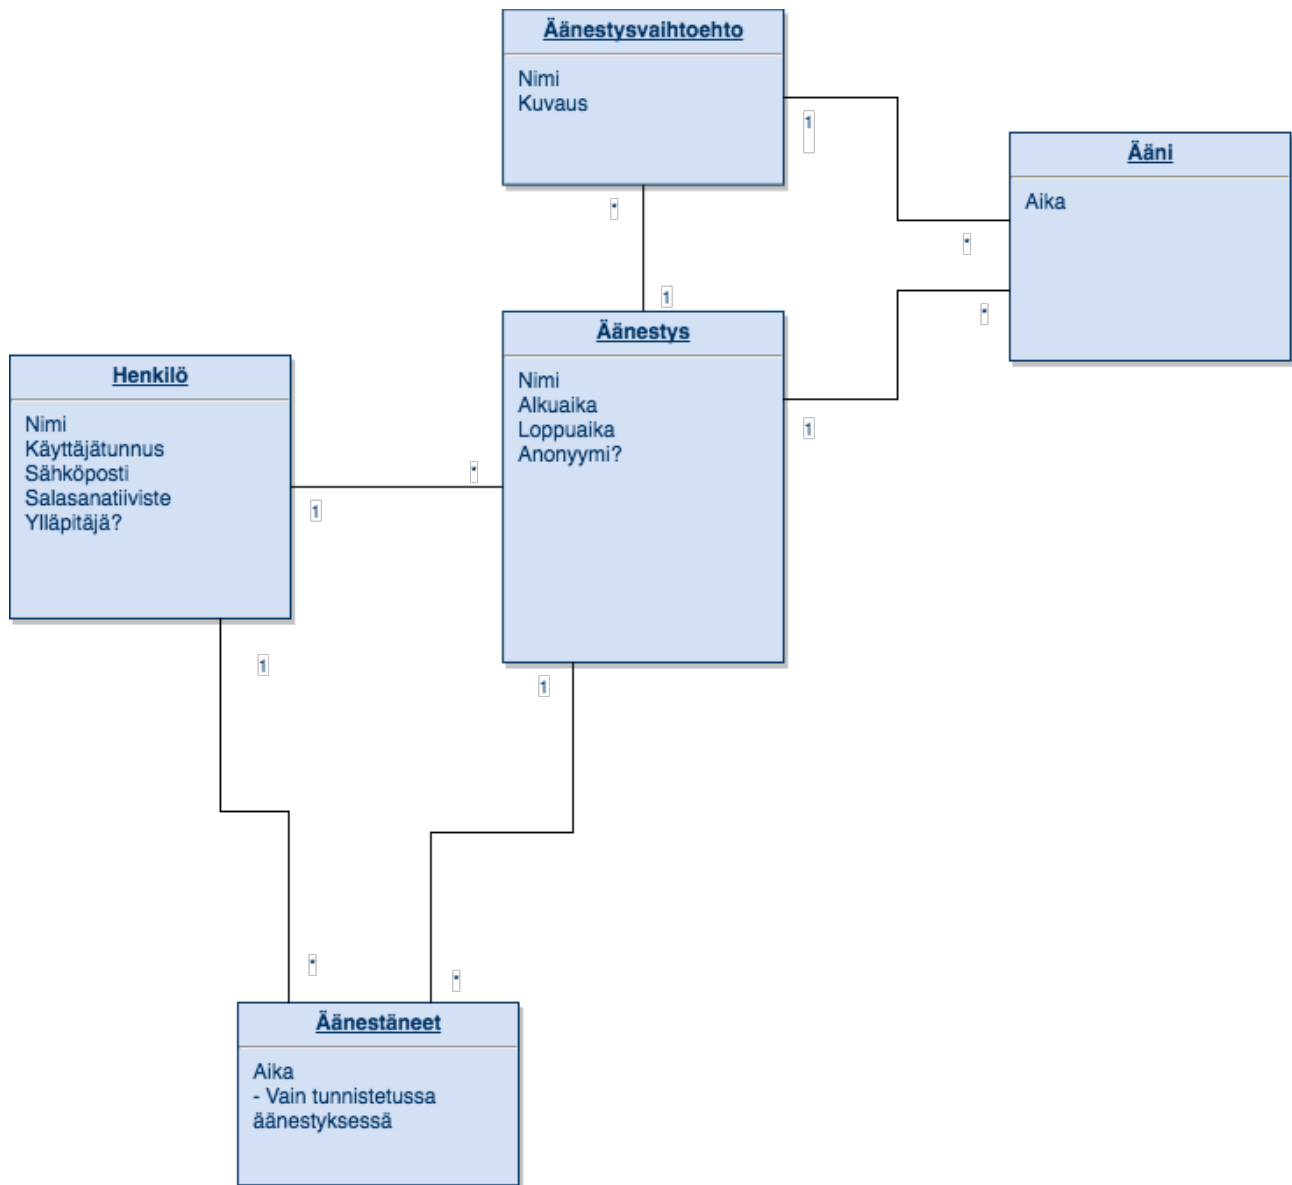 Äänestysvaihtoehto
Nimi
Kuvaus
1
*
Ääni
Aika
*
*
1
1
Äänestys
Nimi
Alkuaika
Loppuaika
Anonyymi?
Henkilö
Nimi
Käyttäjätunnus
Sähköposti
Salasanatiiviste
Ylläpitäjä?
*
1
1
1
*
*
Äänestäneet
Aika
- Vain tunnistetussa
äänestyksessä